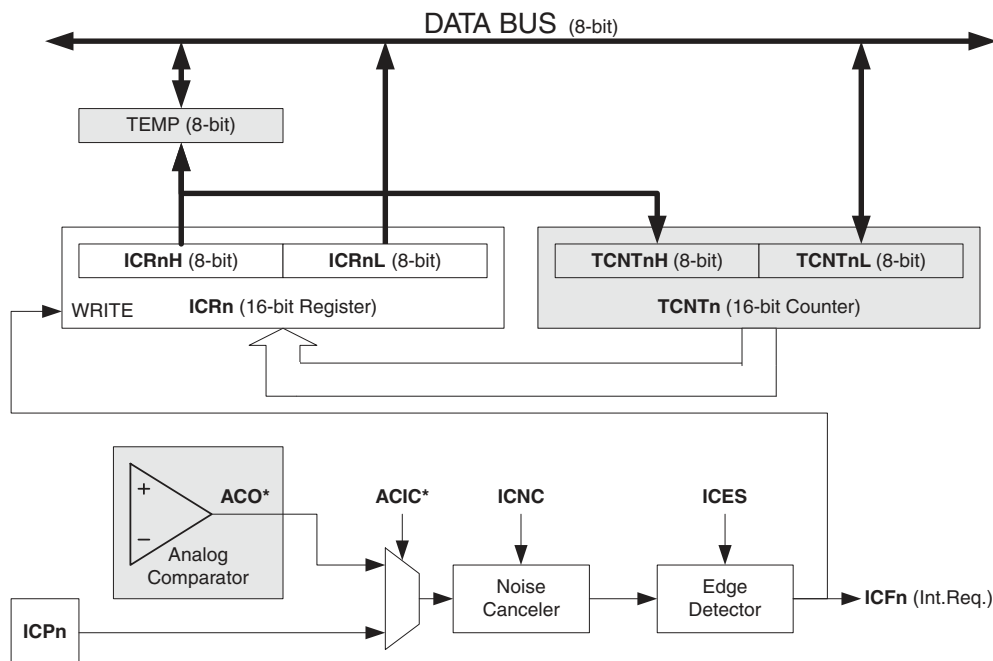 DATA BUS (8-bit)
TEMP (8-bit)
ICRnH (8-bit)
ICRnL (8-bit)
TCNTnH (8-bit)
TCNTnL (8-bit)
WRITE
ICRn (16-bit Register)
TCNTn (16-bit Counter)
+
−
ACO*
Analog
Comparator
ACIC*
ICNC
ICES
Noise
Canceler
Edge
Detector
ICFn (Int.Req.)
ICPn